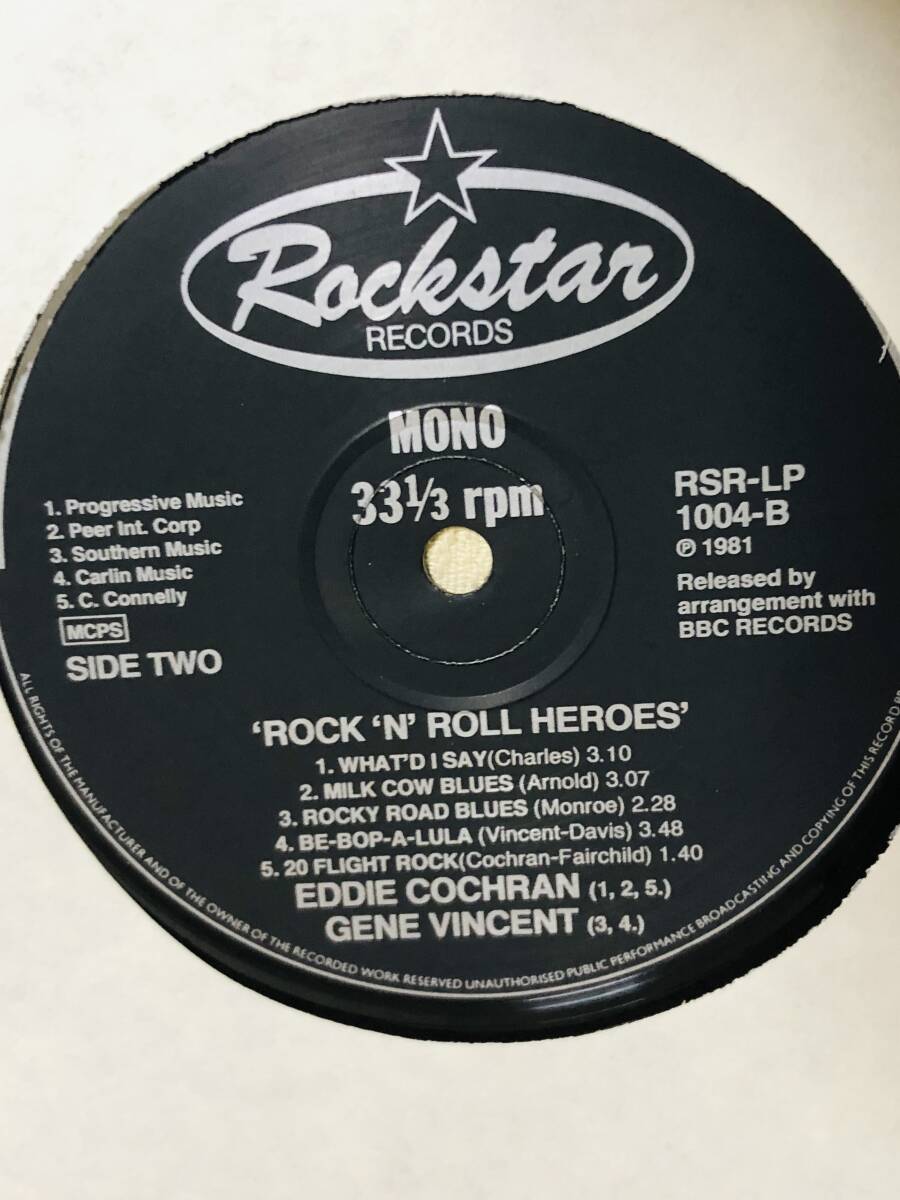 Rockstar
RECORDS
MONO
33⅓ rpm
1. Progressive Music
2. Peer Int. Corp
3. Southern Music
4. Carlin Music
5. C. Connelly
MCPS
SIDE TWO
RSR-LP
1004-B
℗ 1981
Released by
arrangement with
BBC RECORDS
'ROCK 'N' ROLL HEROES'
1. WHAT'D I SAY(Charles) 3.10
2. MILK COW BLUES (Arnold) 3.07
3. ROCKY ROAD BLUES (Monroe) 2.28
4. BE-BOP-A-LULA (Vincent-Davis) 3.48
5. 20 FLIGHT ROCK(Cochran-Fairchild) 1.40
EDDIE COCHRAN (1, 2, 5.)
GENE VINCENT (3, 4.)
ALL RIGHTS OF THE MANUFACTURER AND OF THE OWNER OF THE RECORDED WORK RESERVED UNAUTHORISED PUBLIC PERFORMANCE BROADCASTING AND COPYING OF THIS RECORD